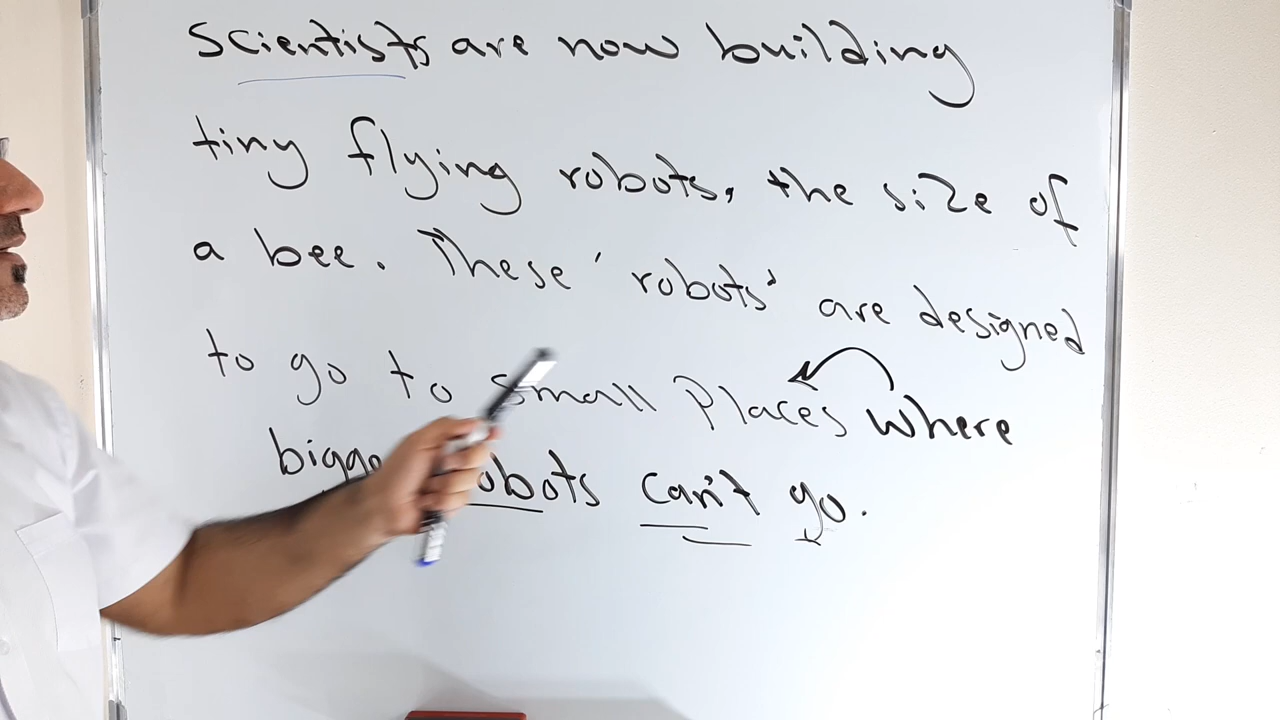 Scientists are now building
tiny flying robots, the size of
a bee. These 'robots' are designed
to go to small places where
robots can't go.